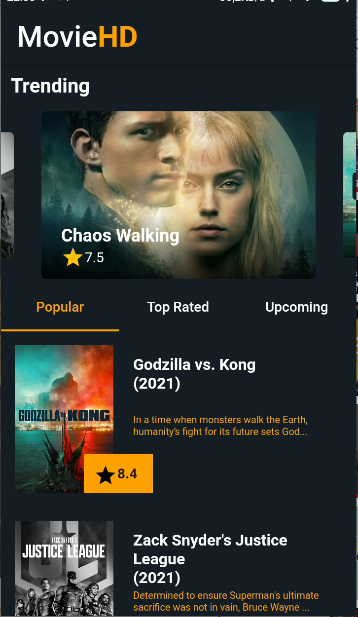 MovieHD
Trending
Chaos Walking
7.5
Popular
Top Rated
Upcoming
GODZILLA KONG
Godzilla vs. Kong
(2021)
In a time when monsters walk the Earth,
humanity's fight for its future sets God...
8.4
ZACK SNYDER'S
JUSTICE LEAGUE
Zack Snyder's Justice
League
(2021)
Determined to ensure Superman's ultimate
sacrifice was not in vain, Bruce Wayne ...